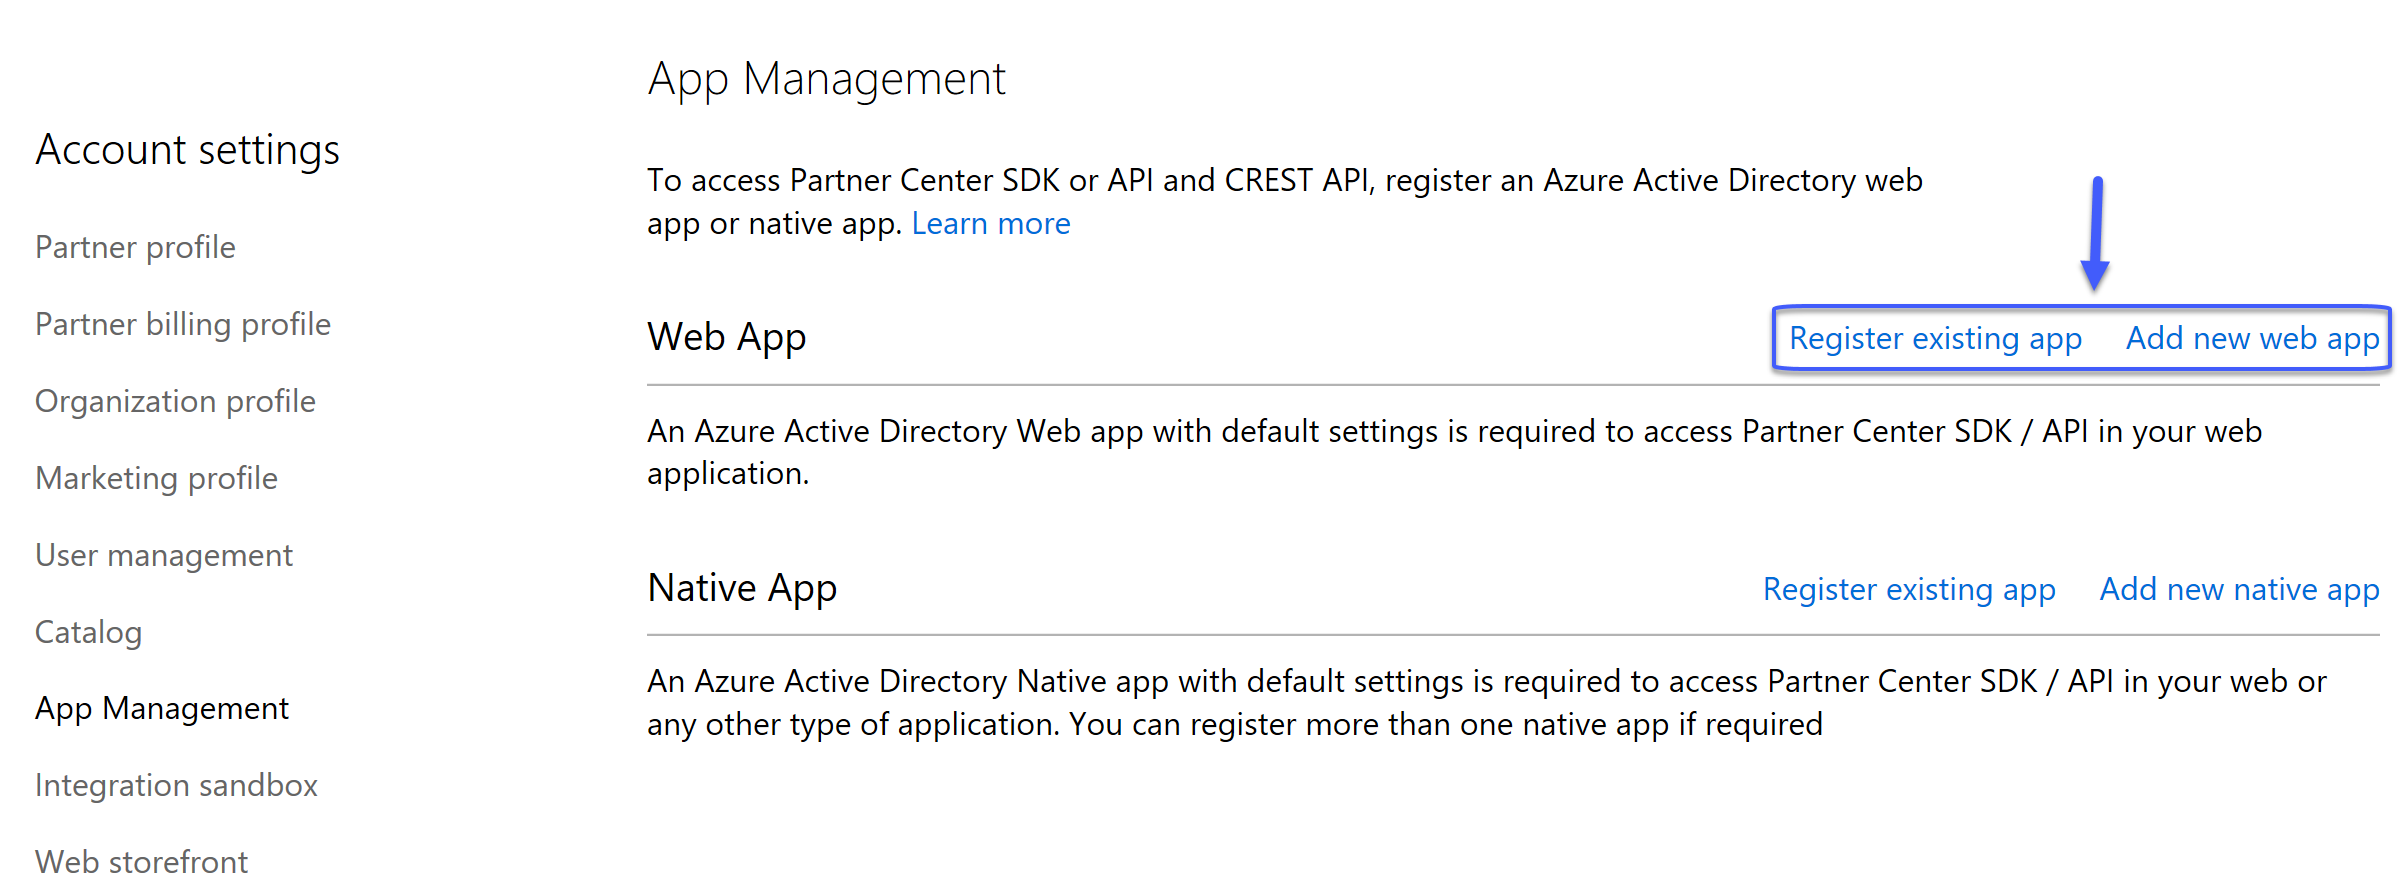 Account settings
Partner profile
Partner billing profile
Organization profile
Marketing profile
User management
Catalog
App Management
Integration sandbox
Web storefront
App Management
To access Partner Center SDK or API and CREST API, register an Azure Active Directory web
app or native app. Learn more
Web App Register existing app Add new web app
An Azure Active Directory Web app with default settings is required to access Partner Center SDK / API in your web
application.
Native App Register existing app Add new native app
An Azure Active Directory Native app with default settings is required to access Partner Center SDK / API in your web or
any other type of application. You can register more than one native app if required